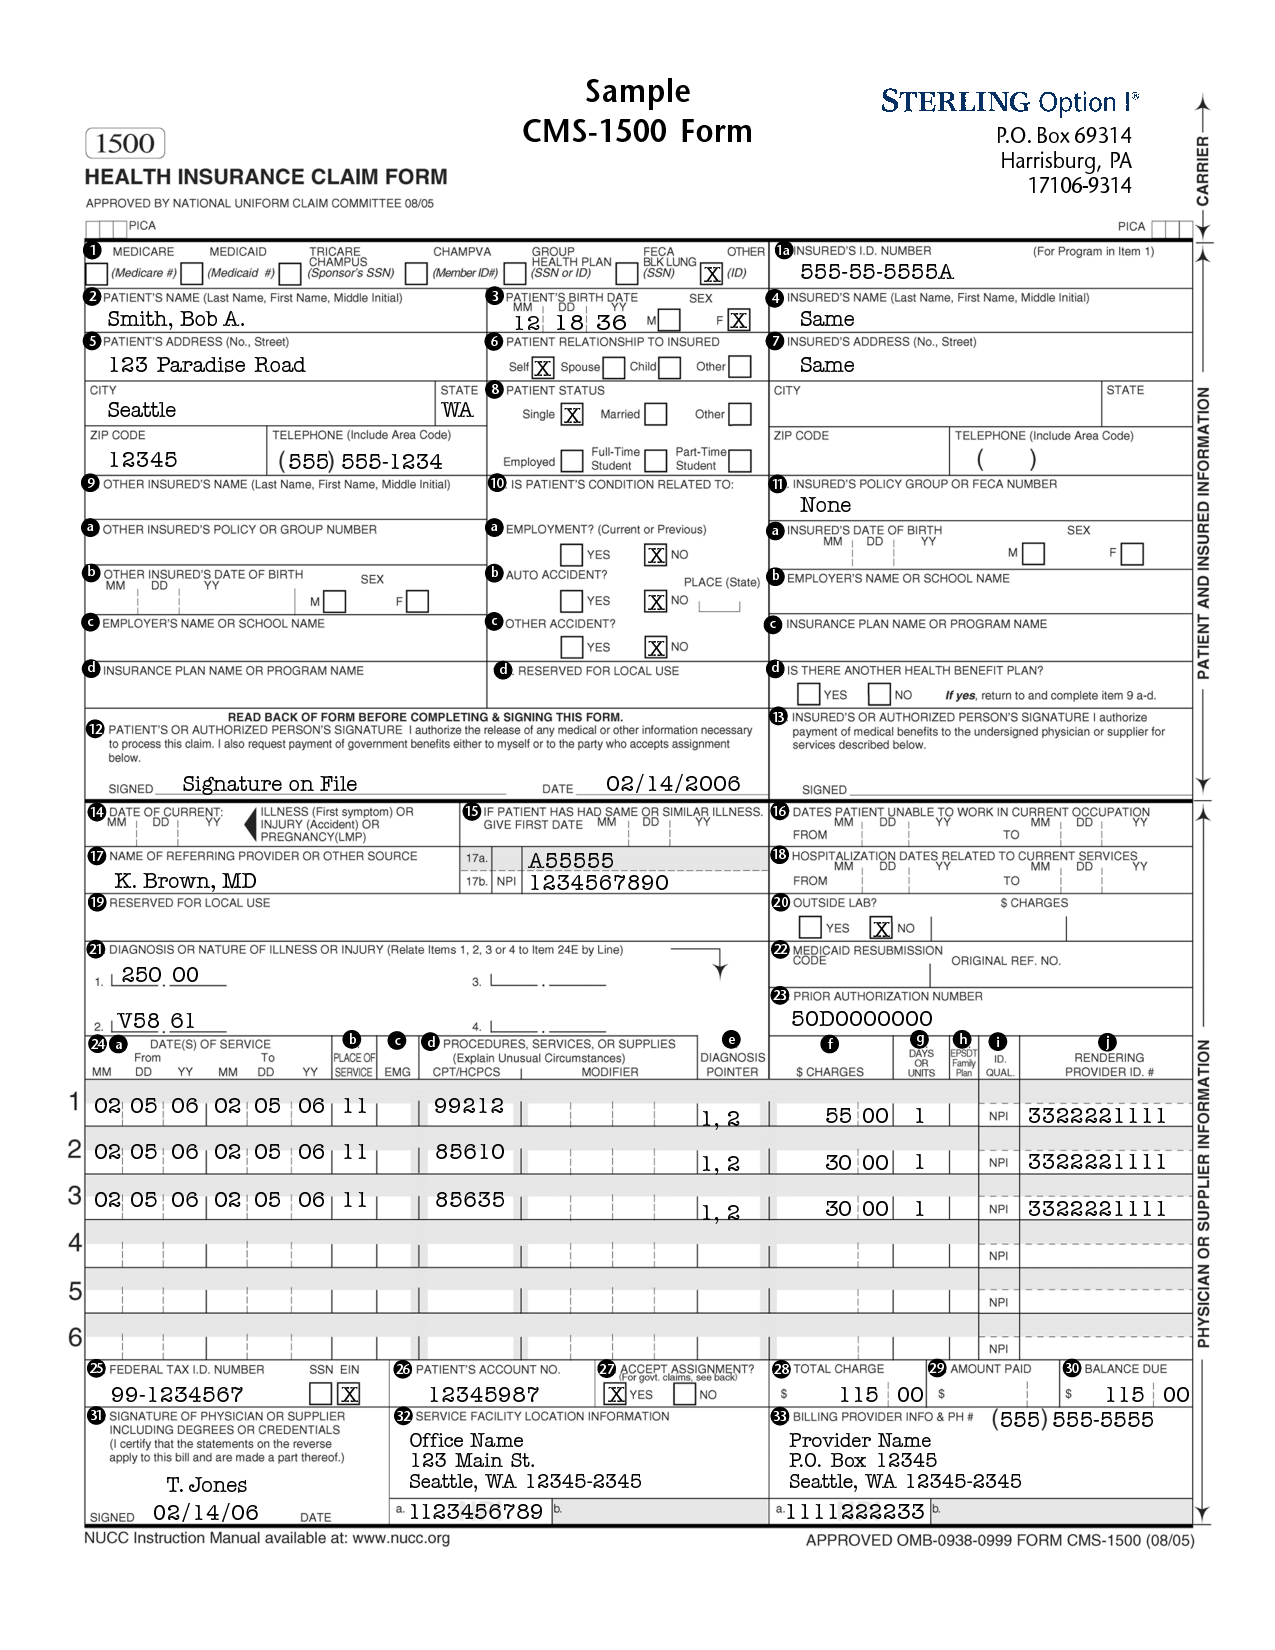 Sample
CMS-1500 Form
STERLING Option I®
P.O. Box 69314
Harrisburg, PA
17106-9314
CARRIER
1500
HEALTH INSURANCE CLAIM FORM
APPROVED BY NATIONAL UNIFORM CLAIM COMMITTEE 08/05
PICA
PICA
1 MEDICARE MEDICAID TRICARE CHAMPUS CHAMPVA GROUP HEALTH PLAN FECA BLK LUNG OTHER
(Medicare #) (Medicaid #) (Sponsor's SSN) (Member ID#) (SSN or ID) (SSN) X (ID)
1a INSURED'S I.D. NUMBER (For Program in Item 1)
555-55-5555A
2 PATIENT'S NAME (Last Name, First Name, Middle Initial)
Smith, Bob A.
3 PATIENT'S BIRTH DATE SEX
MM DD YY
12 18 36 M F X
4 INSURED'S NAME (Last Name, First Name, Middle Initial)
Same
5 PATIENT'S ADDRESS (No., Street)
123 Paradise Road
6 PATIENT RELATIONSHIP TO INSURED
Self X Spouse Child Other
7 INSURED'S ADDRESS (No., Street)
Same
CITY STATE
Seattle WA
8 PATIENT STATUS
Single X Married Other
Employed Full-Time Student Part-Time Student
CITY STATE
ZIP CODE TELEPHONE (Include Area Code)
12345 (555) 555-1234
ZIP CODE TELEPHONE (Include Area Code)
( )
9 OTHER INSURED'S NAME (Last Name, First Name, Middle Initial)
10. IS PATIENT'S CONDITION RELATED TO:
11. INSURED'S POLICY GROUP OR FECA NUMBER
None
a OTHER INSURED'S POLICY OR GROUP NUMBER
a EMPLOYMENT? (Current or Previous)
YES X NO
a INSURED'S DATE OF BIRTH SEX
MM DD YY
M F
b OTHER INSURED'S DATE OF BIRTH SEX
MM DD YY
M F
b AUTO ACCIDENT? PLACE (State)
YES X NO
b EMPLOYER'S NAME OR SCHOOL NAME
c EMPLOYER'S NAME OR SCHOOL NAME
c OTHER ACCIDENT?
YES X NO
c INSURANCE PLAN NAME OR PROGRAM NAME
d INSURANCE PLAN NAME OR PROGRAM NAME
d. RESERVED FOR LOCAL USE
d IS THERE ANOTHER HEALTH BENEFIT PLAN?
YES NO If yes, return to and complete item 9 a-d.
PATIENT AND INSURED INFORMATION
READ BACK OF FORM BEFORE COMPLETING & SIGNING THIS FORM.
12 PATIENT'S OR AUTHORIZED PERSON'S SIGNATURE I authorize the release of any medical or other information necessary
to process this claim. I also request payment of government benefits either to myself or to the party who accepts assignment
below.
SIGNED Signature on File DATE 02/14/2006
13 INSURED'S OR AUTHORIZED PERSON'S SIGNATURE I authorize
payment of medical benefits to the undersigned physician or supplier for
services described below.
SIGNED
14 DATE OF CURRENT: ILLNESS (First symptom) OR
MM DD YY INJURY (Accident) OR
PREGNANCY(LMP)
15 IF PATIENT HAS HAD SAME OR SIMILAR ILLNESS.
GIVE FIRST DATE MM DD YY
16 DATES PATIENT UNABLE TO WORK IN CURRENT OCCUPATION
MM DD YY MM DD YY
FROM TO
17 NAME OF REFERRING PROVIDER OR OTHER SOURCE
K. Brown, MD
17a. A55555
17b. NPI 1234567890
18 HOSPITALIZATION DATES RELATED TO CURRENT SERVICES
MM DD YY MM DD YY
FROM TO
19 RESERVED FOR LOCAL USE
20 OUTSIDE LAB? $ CHARGES
YES X NO
21 DIAGNOSIS OR NATURE OF ILLNESS OR INJURY (Relate Items 1, 2, 3 or 4 to Item 24E by Line)
1. 250.00 3. .
2. V58.61 4. .
22 MEDICAID RESUBMISSION
CODE ORIGINAL REF. NO.
23 PRIOR AUTHORIZATION NUMBER
50D0000000
24 a DATE(S) OF SERVICE b c d PROCEDURES, SERVICES, OR SUPPLIES e f g h i j
From To PLACE OF (Explain Unusual Circumstances) DIAGNOSIS DAYS OR EPSDT Family ID. RENDERING
MM DD YY MM DD YY SERVICE EMG CPT/HCPCS MODIFIER POINTER $ CHARGES UNITS Plan QUAL. PROVIDER ID. #
1 02 05 06 02 05 06 11 99212 1, 2 55 00 1 NPI 3322221111
2 02 05 06 02 05 06 11 85610 1, 2 30 00 1 NPI 3322221111
3 02 05 06 02 05 06 11 85635 1, 2 30 00 1 NPI 3322221111
4 NPI
5 NPI
6 NPI
25 FEDERAL TAX I.D. NUMBER SSN EIN
99-1234567 X
26 PATIENT'S ACCOUNT NO.
12345987
27 ACCEPT ASSIGNMENT?
(For govt. claims, see back)
X YES NO
28 TOTAL CHARGE
$ 115 00
29 AMOUNT PAID
$
30 BALANCE DUE
$ 115 00
31 SIGNATURE OF PHYSICIAN OR SUPPLIER
INCLUDING DEGREES OR CREDENTIALS
(I certify that the statements on the reverse
apply to this bill and are made a part thereof.)
T. Jones
SIGNED 02/14/06 DATE
32 SERVICE FACILITY LOCATION INFORMATION
Office Name
123 Main St.
Seattle, WA 12345-2345
a. 1123456789 b.
33 BILLING PROVIDER INFO & PH # (555) 555-5555
Provider Name
P.O. Box 12345
Seattle, WA 12345-2345
a. 1111222233 b.
PHYSICIAN OR SUPPLIER INFORMATION
NUCC Instruction Manual available at: www.nucc.org
APPROVED OMB-0938-0999 FORM CMS-1500 (08/05)